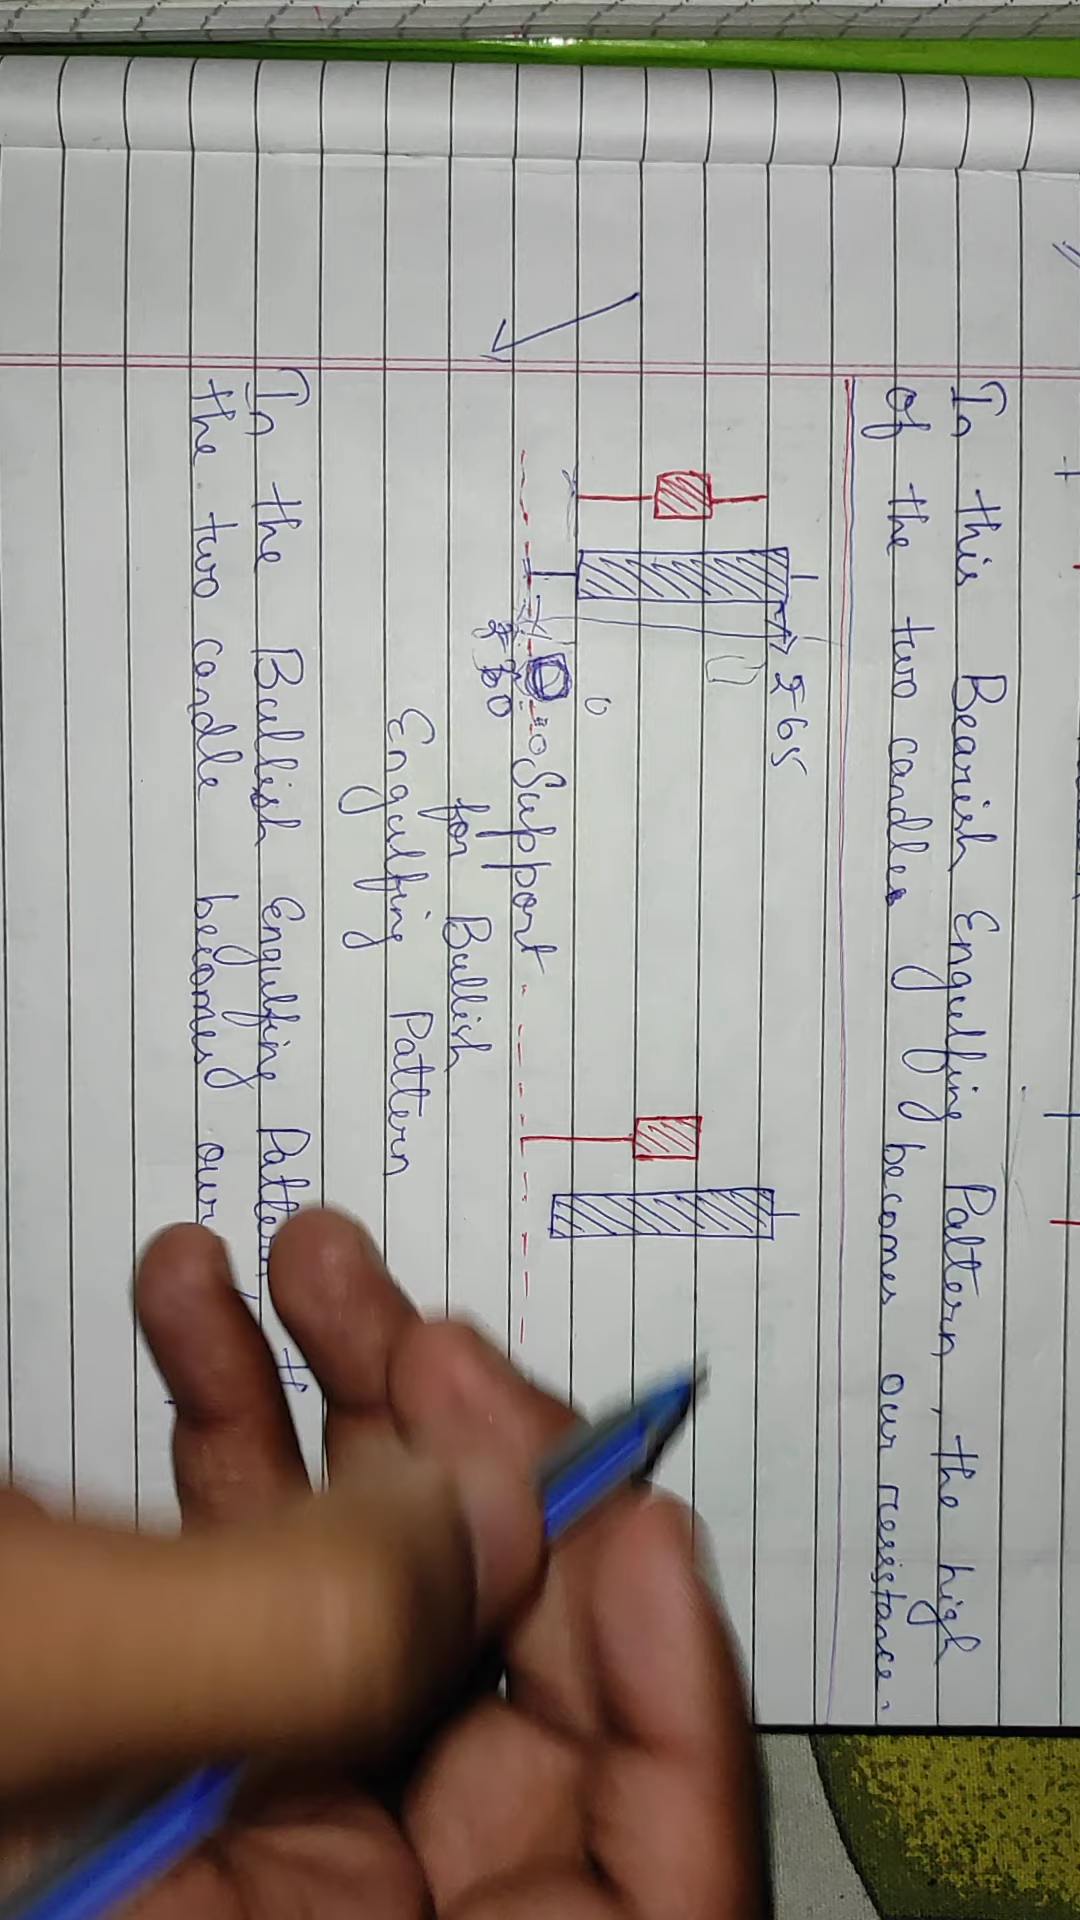 In this Bearish Engulfing Pattern, the high
of the two candles becomes our resistance.
₹65
Support
for Bullish
Engulfing Pattern
In the Bullish Engulfing Pattern,
the two candle becomes our